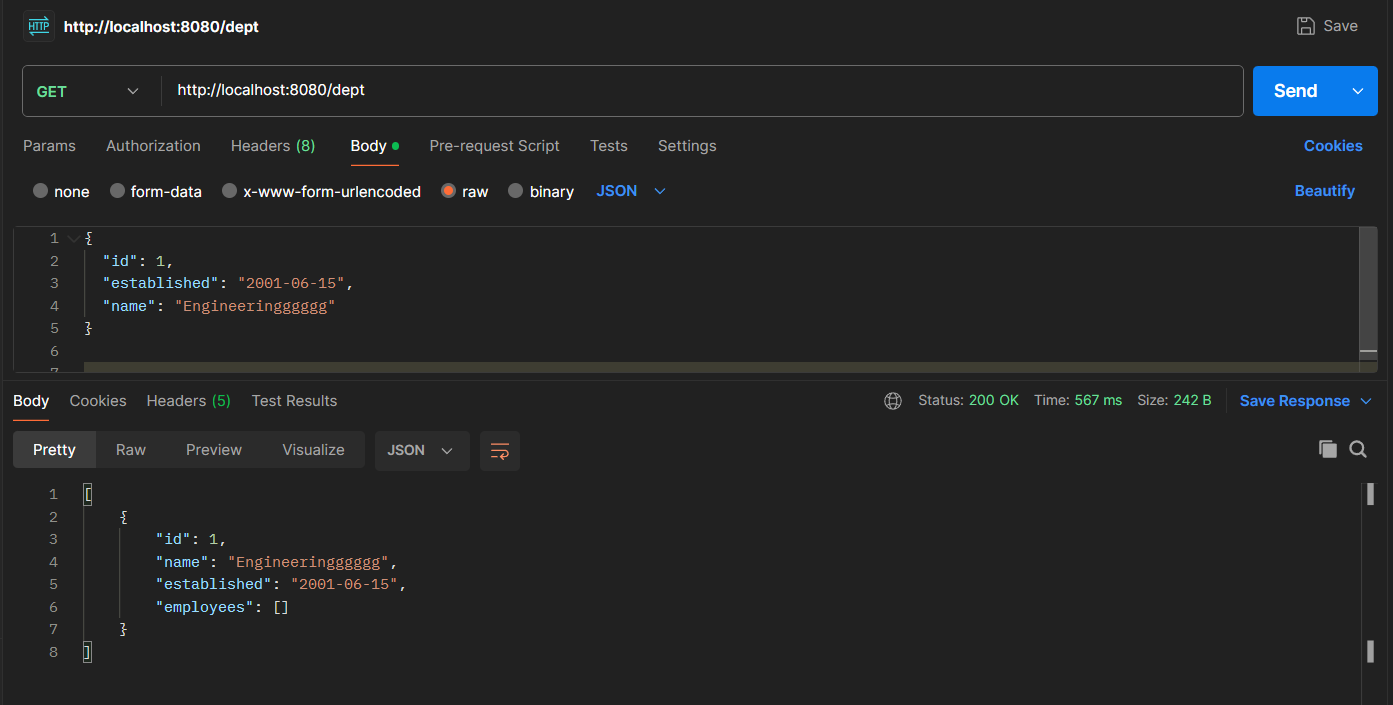 HTTP http://localhost:8080/dept Save
GET http://localhost:8080/dept Send
Params Authorization Headers (8) Body Pre-request Script Tests Settings Cookies
none form-data x-www-form-urlencoded raw binary JSON Beautify
1 {
2 "id": 1,
3 "established": "2001-06-15",
4 "name": "Engineeringggggg"
5 }
6
7
Body Cookies Headers (5) Test Results Status: 200 OK Time: 567 ms Size: 242 B Save Response
Pretty Raw Preview Visualize JSON
1 [
2 {
3 "id": 1,
4 "name": "Engineeringggggg",
5 "established": "2001-06-15",
6 "employees": []
7 }
8 ]